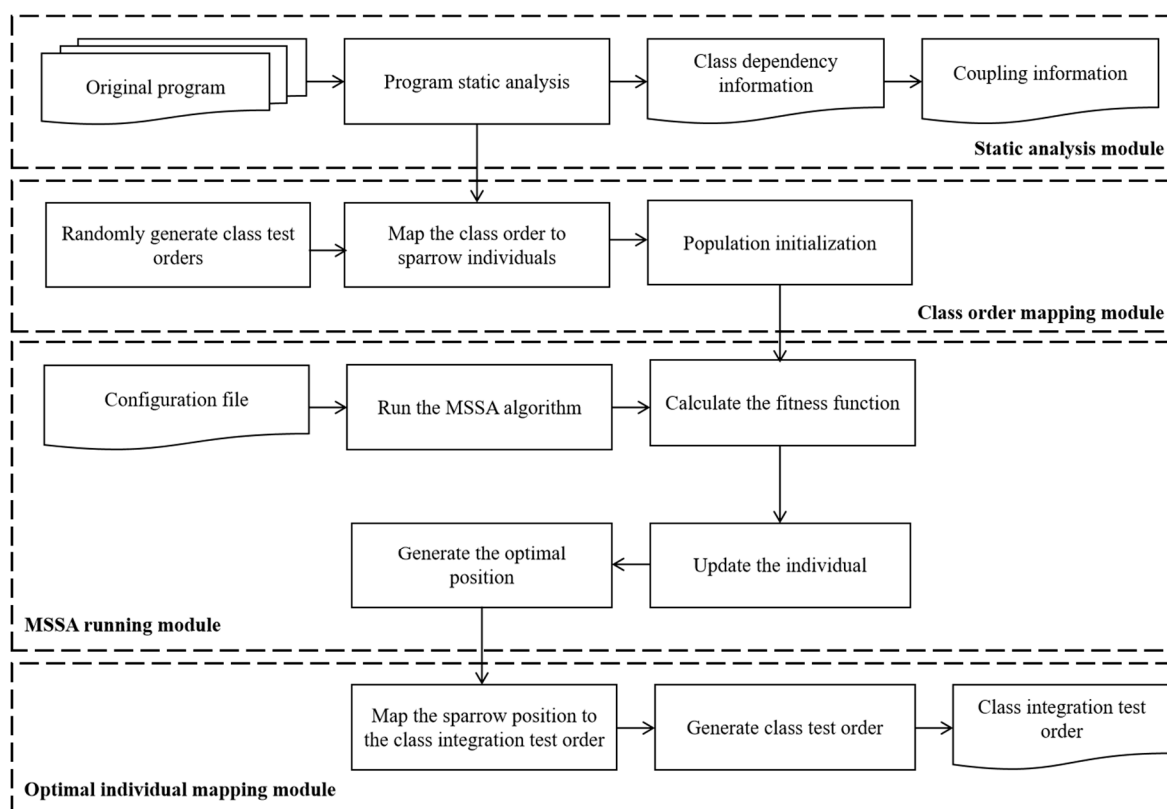 Original program
Program static analysis
Class dependency
information
Coupling information
Static analysis module
Randomly generate class test
orders
Map the class order to
sparrow individuals
Population initialization
Class order mapping module
Configuration file
Run the MSSA algorithm
Calculate the fitness function
Generate the optimal
position
Update the individual
MSSA running module
Map the sparrow position to
the class integration test order
Generate class test order
Class integration test
order
Optimal individual mapping module